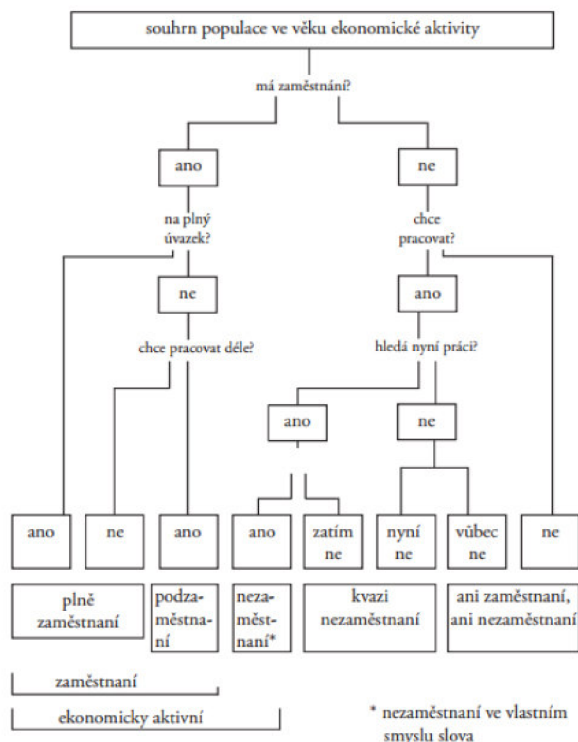 souhrn populace ve věku ekonomické aktivity
má zaměstnání?
ano
ne
na plný
úvazek?
chce
pracovat?
ne
ano
chce pracovat déle?
hledá nyní práci?
ano
ne
ano
ne
ano
ano
zatím
ne
nyní
ne
vůbec
ne
ne
plně
zaměstnaní
podza-
městna-
ní
neza-
měst-
naní*
kvazi
nezaměstnaní
ani zaměstnaní,
ani nezaměstnaní
zaměstnaní
ekonomicky aktivní
* nezaměstnaní ve vlastním
smyslu slova